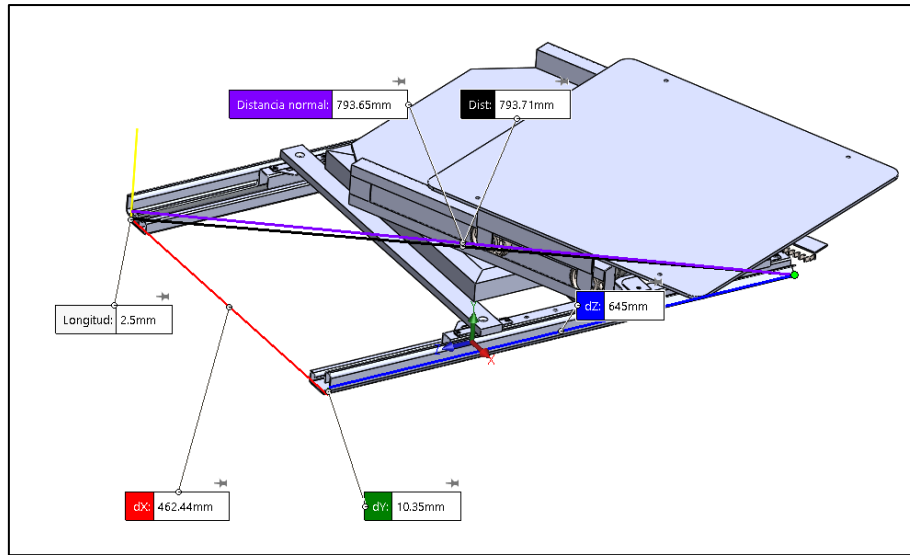 Distancia normal: 793.65mm
Dist: 793.71mm
Longitud: 2.5mm
dZ: 645mm
X
dX: 462.44mm
dY: 10.35mm